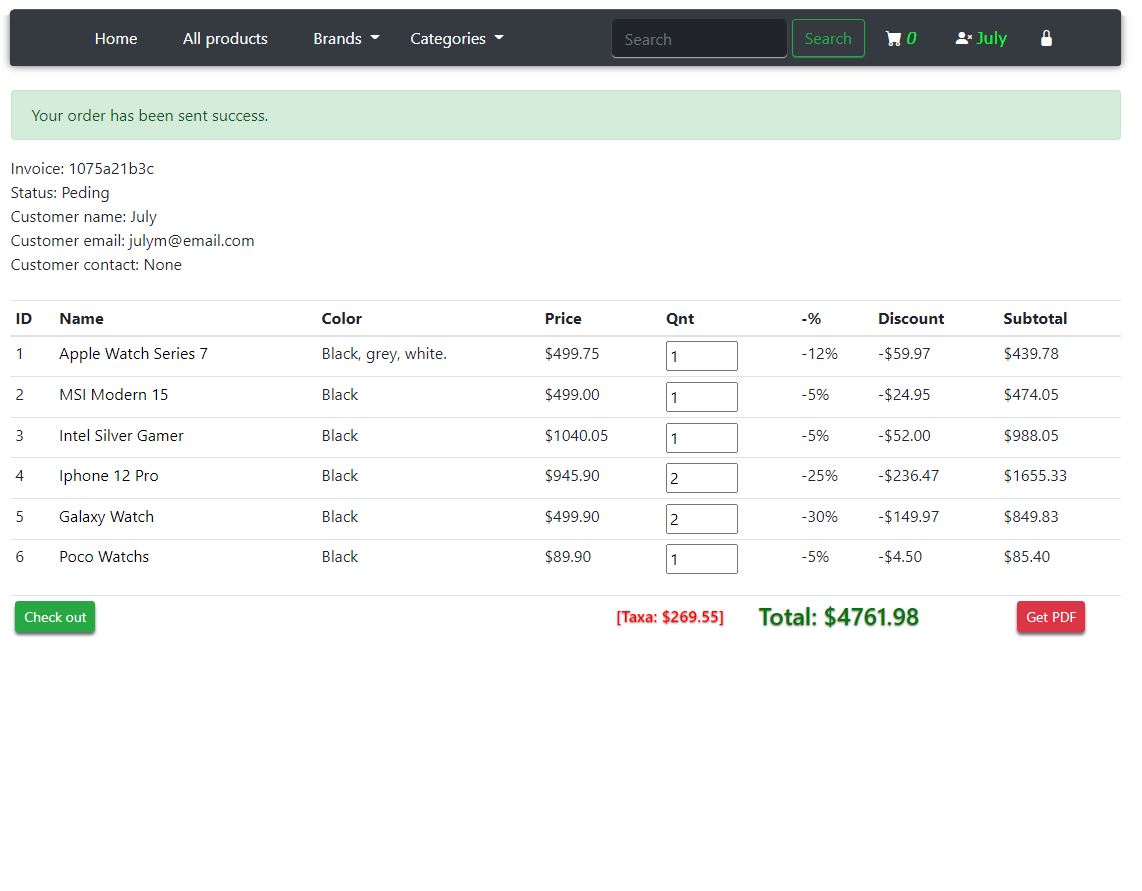 Home All products Brands Categories Search Search 0 July
Your order has been sent success.
Invoice: 1075a21b3c
Status: Peding
Customer name: July
Customer email: julym@email.com
Customer contact: None
ID Name Color Price Qnt -% Discount Subtotal
1 Apple Watch Series 7 Black, grey, white. $499.75 1 -12% -$59.97 $439.78
2 MSI Modern 15 Black $499.00 1 -5% -$24.95 $474.05
3 Intel Silver Gamer Black $1040.05 1 -5% -$52.00 $988.05
4 Iphone 12 Pro Black $945.90 2 -25% -$236.47 $1655.33
5 Galaxy Watch Black $499.90 2 -30% -$149.97 $849.83
6 Poco Watchs Black $89.90 1 -5% -$4.50 $85.40
Check out [Taxa: $269.55] Total: $4761.98 Get PDF